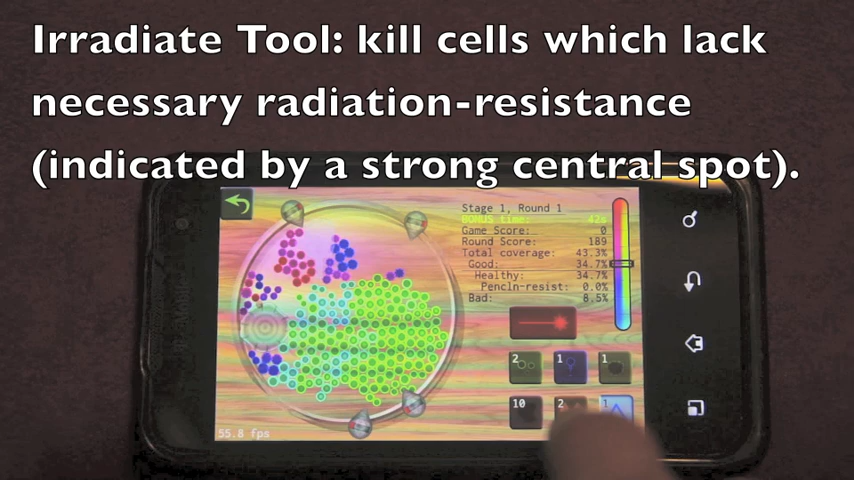 Irradiate Tool: kill cells which lack
necessary radiation-resistance
(indicated by a strong central spot).
Stage 1, Round 1
BONUS time: 42s
Game Score: 0
Round Score: 189
Total coverage: 43.3%
Good: 34.7%
Healthy: 34.7%
Pencln-resist: 0.0%
Bad: 8.5%
2 1 1
10 2 1
55.8 fps